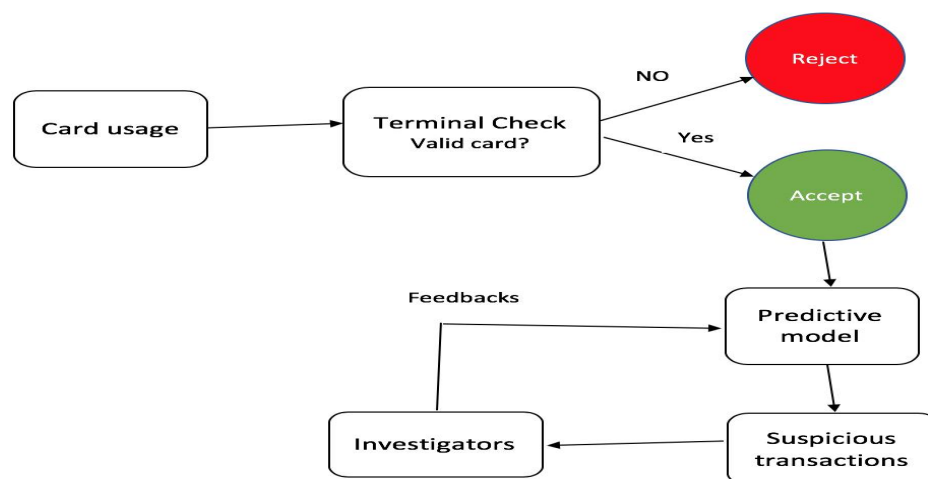 Reject
NO
Card usage
Terminal Check
Valid card?
Yes
Accept
Feedbacks
Predictive
model
Investigators
Suspicious
transactions